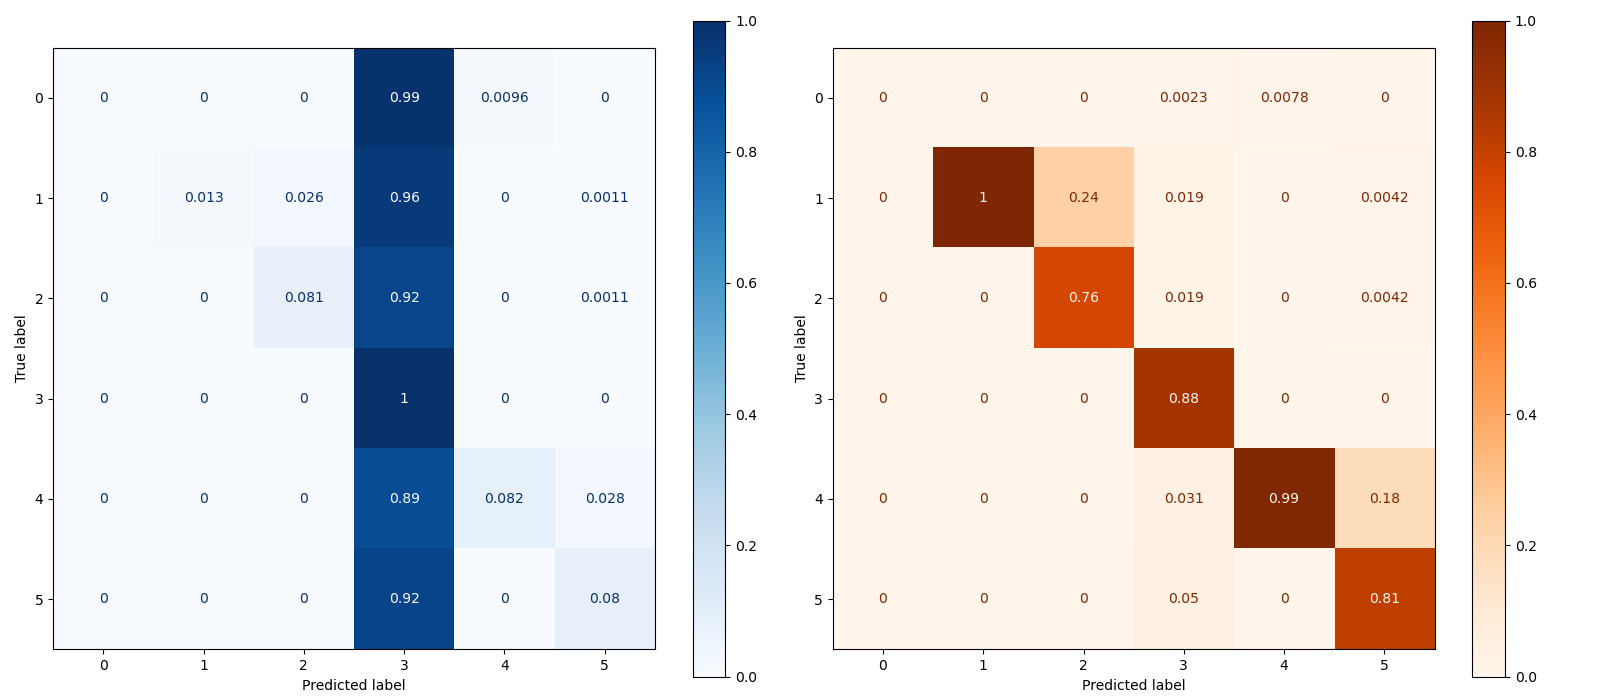 0 0 0 0.99 0.0096 0
1 0 0.013 0.026 0.96 0 0.0011
2 0 0 0.081 0.92 0 0.0011
3 0 0 0 1 0 0
4 0 0 0 0.89 0.082 0.028
5 0 0 0 0.92 0 0.08
0 1 2 3 4 5
True label
Predicted label
1.0
0.8
0.6
0.4
0.2
0.0
0 0 0 0 0.0023 0.0078 0
1 0 1 0.24 0.019 0 0.0042
2 0 0 0.76 0.019 0 0.0042
3 0 0 0 0.88 0 0
4 0 0 0 0.031 0.99 0.18
5 0 0 0 0.05 0 0.81
0 1 2 3 4 5
True label
Predicted label
1.0
0.8
0.6
0.4
0.2
0.0